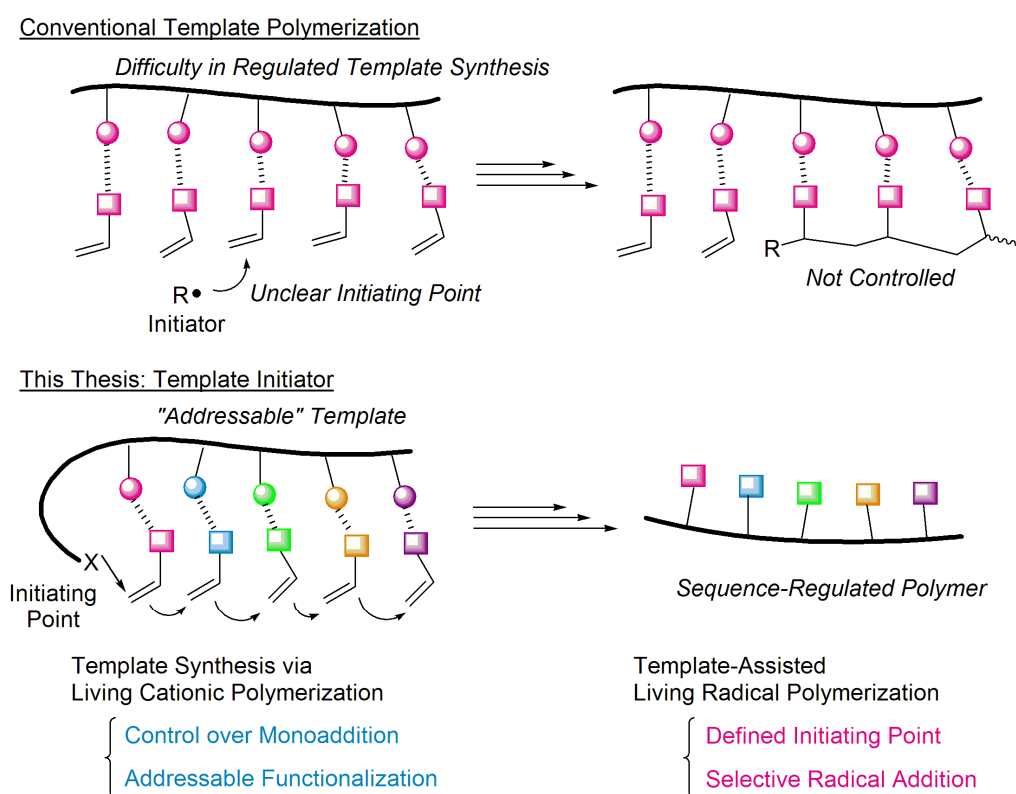 Conventional Template Polymerization
Difficulty in Regulated Template Synthesis
R
R•
Initiator
Unclear Initiating Point
Not Controlled
This Thesis: Template Initiator
"Addressable" Template
X
Initiating
Point
Sequence-Regulated Polymer
Template Synthesis via
Living Cationic Polymerization
Control over Monoaddition
Addressable Functionalization
Template-Assisted
Living Radical Polymerization
Defined Initiating Point
Selective Radical Addition